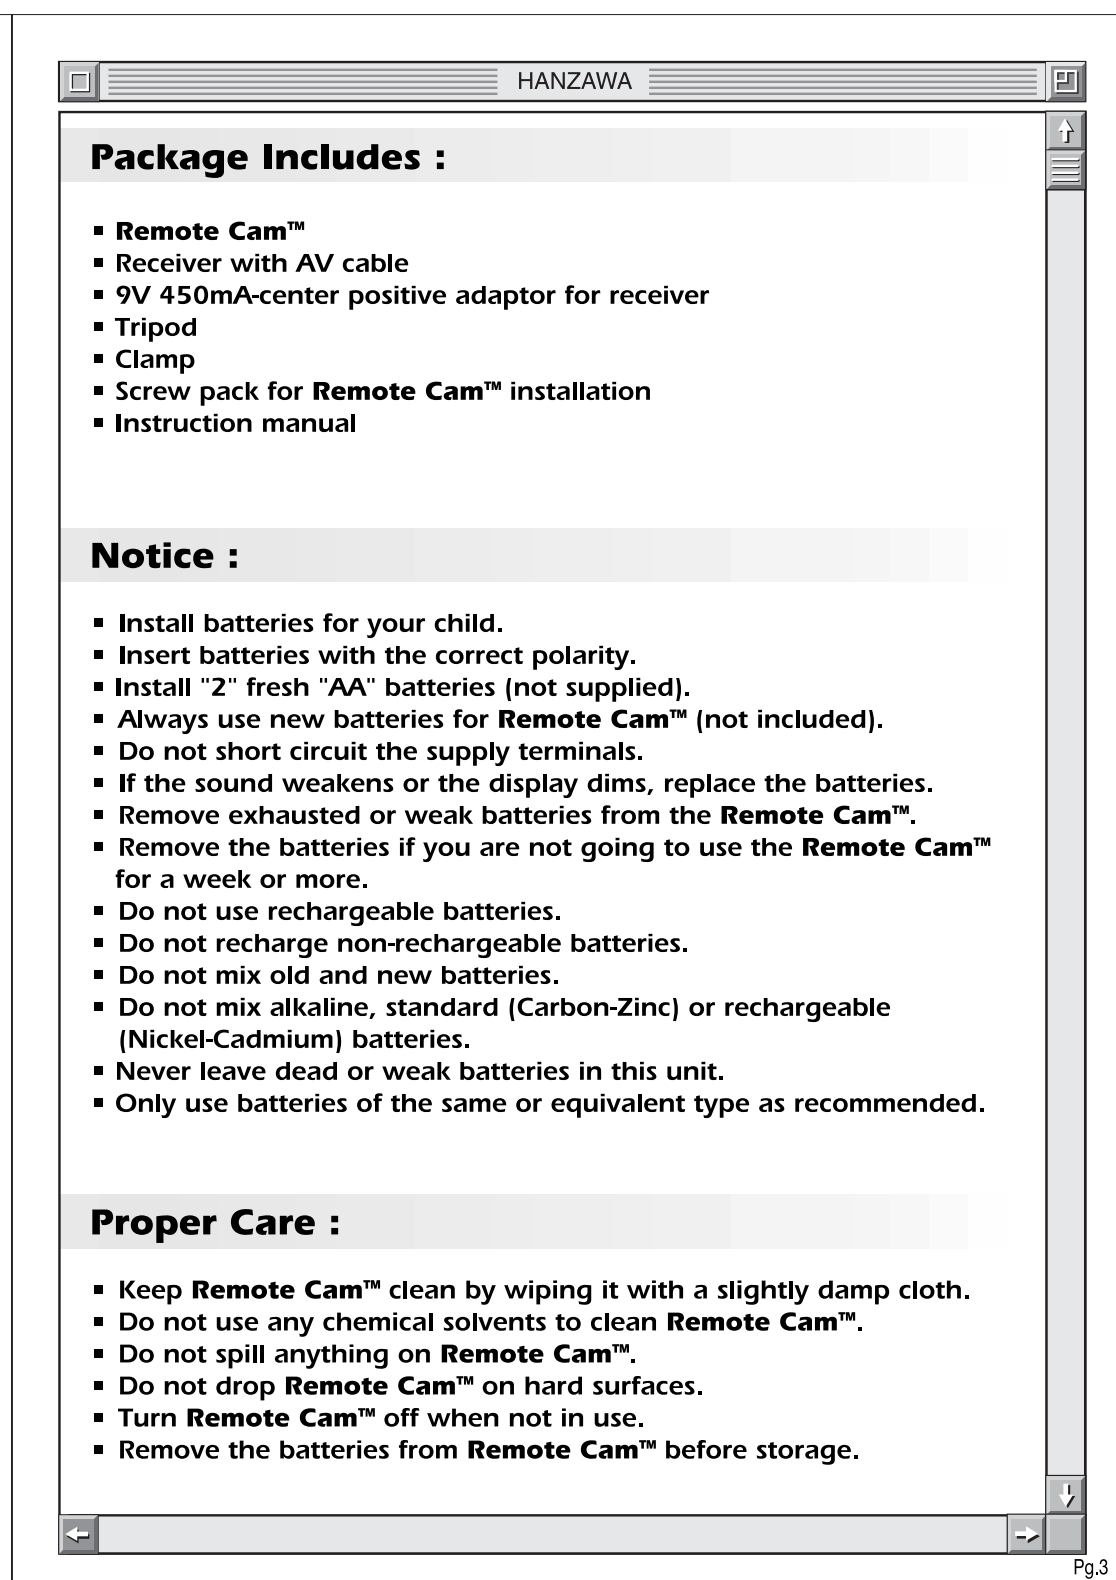 HANZAWA
Package Includes :
▪ Remote Cam™
▪ Receiver with AV cable
▪ 9V 450mA-center positive adaptor for receiver
▪ Tripod
▪ Clamp
▪ Screw pack for Remote Cam™ installation
▪ Instruction manual
Notice :
▪ Install batteries for your child.
▪ Insert batteries with the correct polarity.
▪ Install "2" fresh "AA" batteries (not supplied).
▪ Always use new batteries for Remote Cam™ (not included).
▪ Do not short circuit the supply terminals.
▪ If the sound weakens or the display dims, replace the batteries.
▪ Remove exhausted or weak batteries from the Remote Cam™.
▪ Remove the batteries if you are not going to use the Remote Cam™
for a week or more.
▪ Do not use rechargeable batteries.
▪ Do not recharge non-rechargeable batteries.
▪ Do not mix old and new batteries.
▪ Do not mix alkaline, standard (Carbon-Zinc) or rechargeable
(Nickel-Cadmium) batteries.
▪ Never leave dead or weak batteries in this unit.
▪ Only use batteries of the same or equivalent type as recommended.
Proper Care :
▪ Keep Remote Cam™ clean by wiping it with a slightly damp cloth.
▪ Do not use any chemical solvents to clean Remote Cam™.
▪ Do not spill anything on Remote Cam™.
▪ Do not drop Remote Cam™ on hard surfaces.
▪ Turn Remote Cam™ off when not in use.
▪ Remove the batteries from Remote Cam™ before storage.
Pg.3